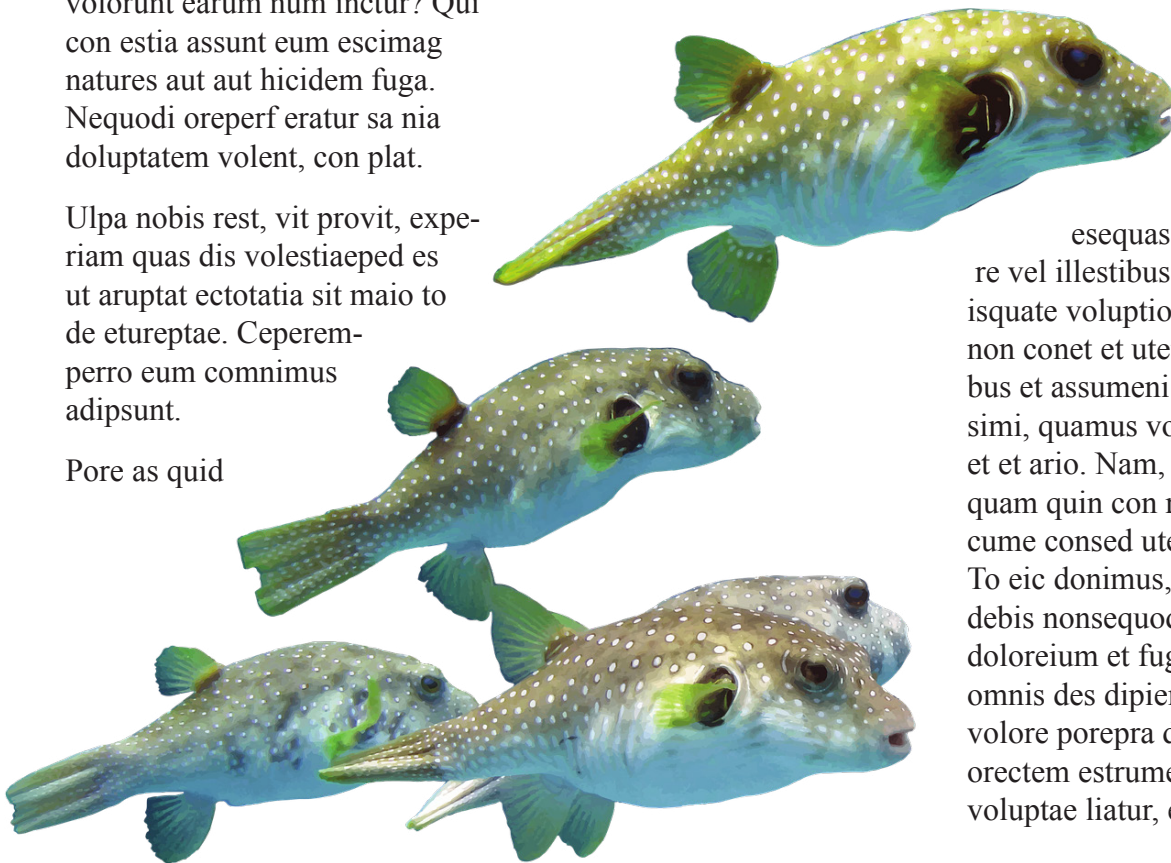 volorunt earum num inctur? Qui
con estia assunt eum escimag
natures aut aut hicidem fuga.
Nequodi oreperf eratur sa nia
doluptatem volent, con plat.
Ulpa nobis rest, vit provit, expe-
riam quas dis volestiaeped es
ut aruptat ectotatia sit maio to
de etureptae. Ceperem-
perro eum comnimus
adipsunt.
Pore as quid
esequas
re vel illestibus
isquate voluptio
non conet et ute
bus et assumeni
simi, quamus vo
et et ario. Nam,
quam quin con
cume consed ute
To eic donimus,
debis nonsequod
doloreium et fug
omnis des dipien
volore porepra
orectem estrume
voluptae liatur,